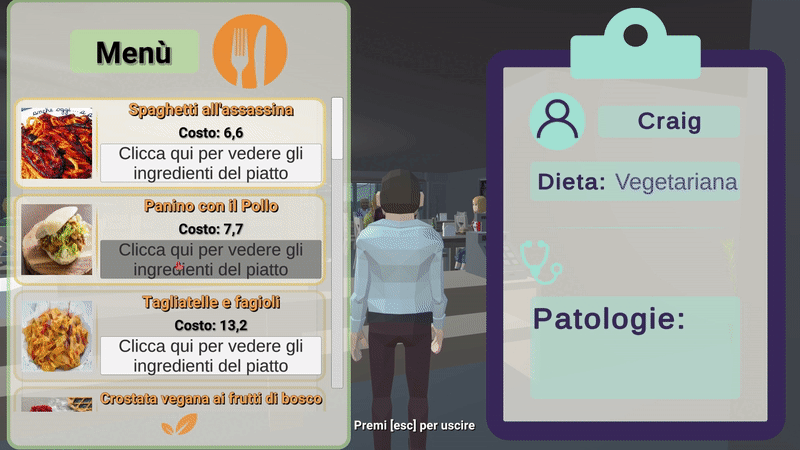 Menù
anche oggi...
Spaghetti all'assassina
Costo: 6,6
Clicca qui per vedere gli
ingredienti del piatto
Panino con il Pollo
Costo: 7,7
Clicca qui per vedere gli
ingredienti del piatto
Tagliatelle e fagioli
Costo: 13,2
Clicca qui per vedere gli
ingredienti del piatto
Crostata vegana ai frutti di bosco
Premi [esc] per uscire
Craig
Dieta: Vegetariana
Patologie: